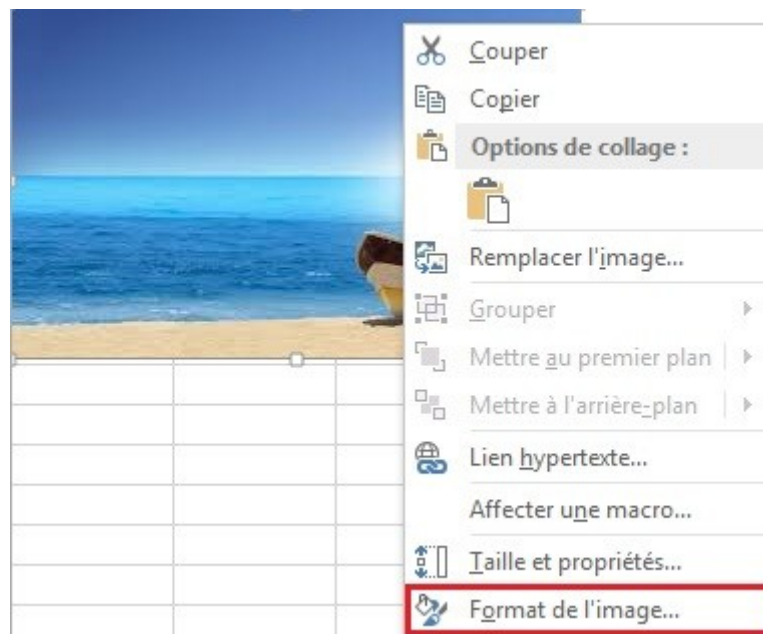 Couper
Copier
Options de collage :
Remplacer l'image...
Grouper
Mettre au premier plan
Mettre à l'arrière-plan
Lien hypertexte...
Affecter une macro...
Taille et propriétés...
Format de l'image...